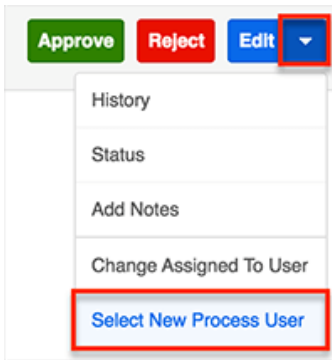 Approve Reject Edit
History
Status
Add Notes
Change Assigned To User
Select New Process User